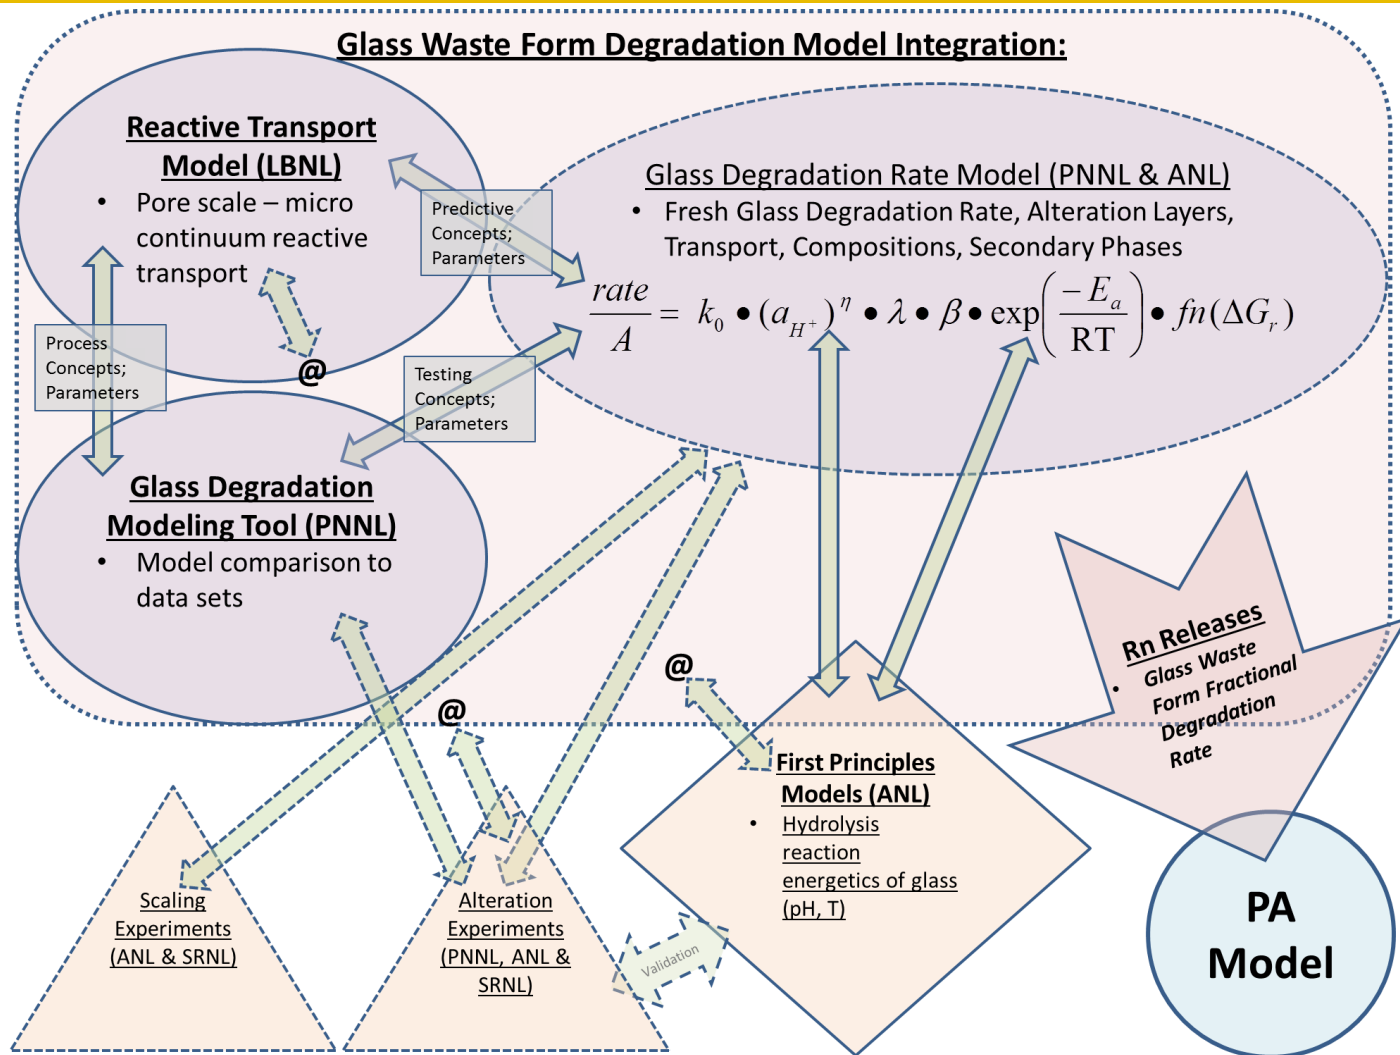 Glass Waste Form Degradation Model Integration:
Reactive Transport
Model (LBNL)
• Pore scale – micro
continuum reactive
transport
@
Process
Concepts;
Parameters
Predictive
Concepts;
Parameters
Testing
Concepts;
Parameters
Glass Degradation Rate Model (PNNL & ANL)
• Fresh Glass Degradation Rate, Alteration Layers,
Transport, Compositions, Secondary Phases
rate/A = k₀ • (a_H⁺)^η • λ • β • exp(−E_a/RT) • fn(ΔG_r)
Glass Degradation
Modeling Tool (PNNL)
• Model comparison to
data sets
@
@
Rn Releases
• Glass Waste
Form Fractional
Degradation
Rate
First Principles
Models (ANL)
• Hydrolysis
reaction
energetics of glass
(pH, T)
Scaling
Experiments
(ANL & SRNL)
Alteration
Experiments
(PNNL, ANL &
SRNL)
Validation
PA
Model